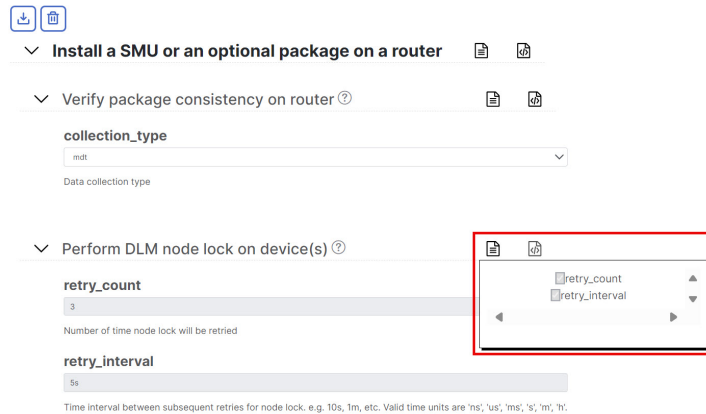 Install a SMU or an optional package on a router
Verify package consistency on router
collection_type
mdt
Data collection type
Perform DLM node lock on device(s)
retry_count
3
Number of time node lock will be retried
retry_count
retry_interval
retry_interval
5s
Time interval between subsequent retries for node lock. e.g. 10s, 1m, etc. Valid time units are 'ns', 'us', 'ms', 's', 'm', 'h'.